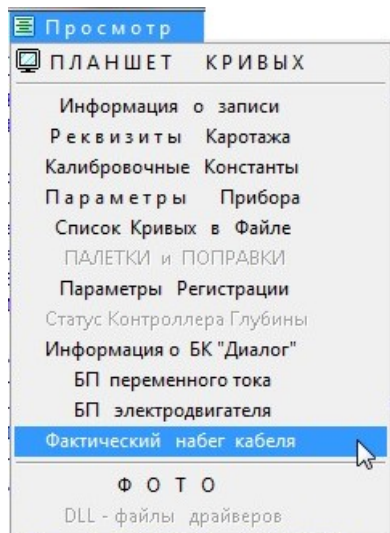 Просмотр
ПЛАНШЕТ КРИВЫХ
Информация о записи
Реквизиты Каротажа
Калибровочные Константы
Параметры Прибора
Список Кривых в Файле
ПАЛЕТКИ и ПОПРАВКИ
Параметры Регистрации
Статус Контроллера Глубины
Информация о БК "Диалог"
БП переменного тока
БП электродвигателя
Фактический набег кабеля
Ф О Т О
DLL - файлы драйверов